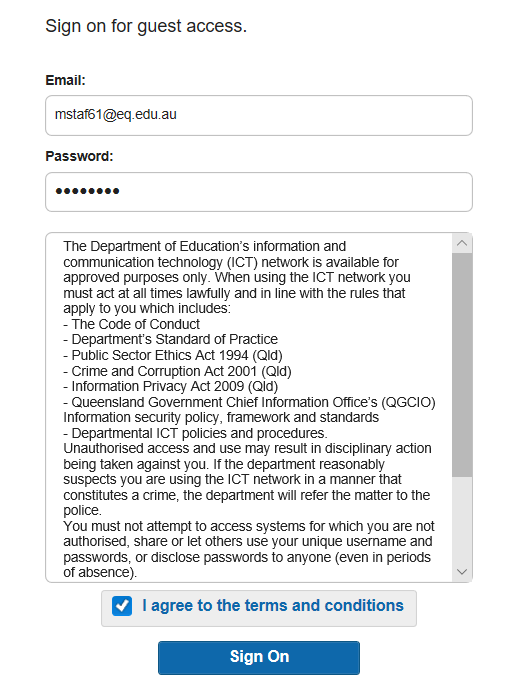 Sign on for guest access.
Email:
mstaf61@eq.edu.au
Password:
••••••••
The Department of Education's information and
communication technology (ICT) network is available for
approved purposes only. When using the ICT network you
must act at all times lawfully and in line with the rules that
apply to you which includes:
- The Code of Conduct
- Department's Standard of Practice
- Public Sector Ethics Act 1994 (Qld)
- Crime and Corruption Act 2001 (Qld)
- Information Privacy Act 2009 (Qld)
- Queensland Government Chief Information Office's (QGCIO)
Information security policy, framework and standards
- Departmental ICT policies and procedures.
Unauthorised access and use may result in disciplinary action
being taken against you. If the department reasonably
suspects you are using the ICT network in a manner that
constitutes a crime, the department will refer the matter to the
police.
You must not attempt to access systems for which you are not
authorised, share or let others use your unique username and
passwords, or disclose passwords to anyone (even in periods
of absence).
I agree to the terms and conditions
Sign On